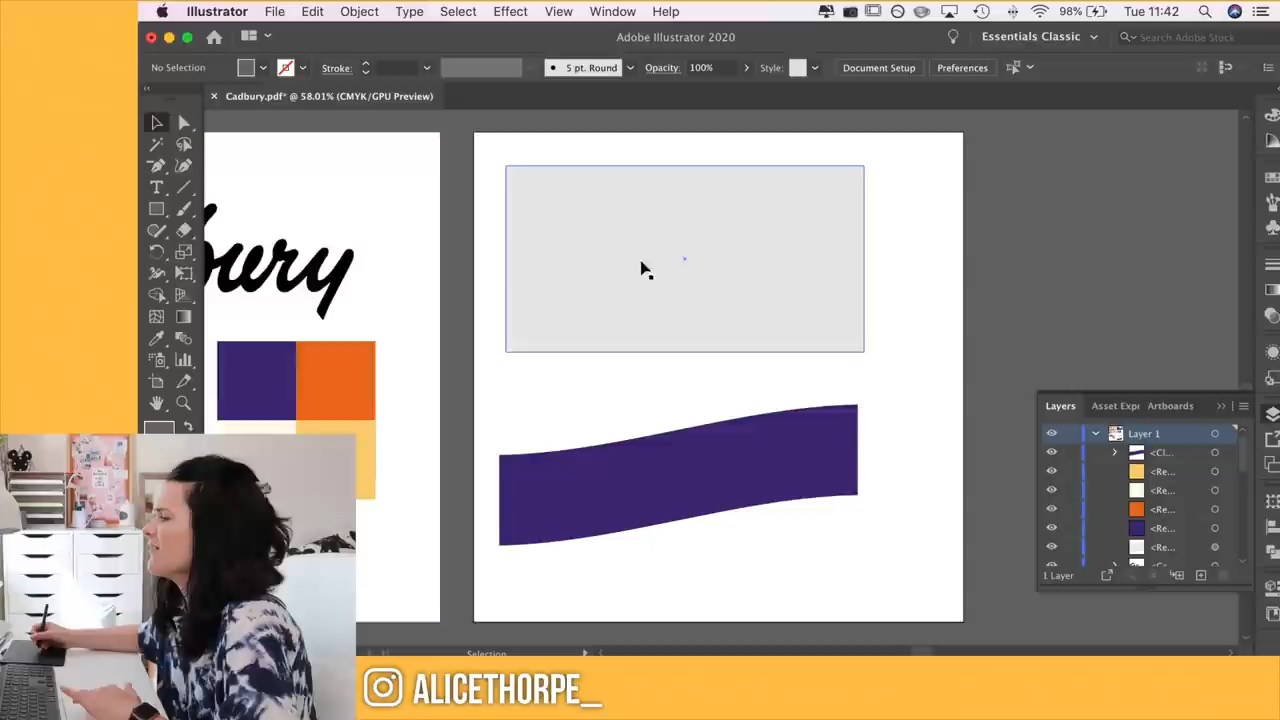 Illustrator File Edit Object Type Select Effect View Window Help 98% Tue 11:42
Adobe Illustrator 2020 Essentials Classic Search Adobe Stock
No Selection Stroke: 5 pt. Round Opacity: 100% Style: Document Setup Preferences
× Cadbury.pdf* @ 58.01% (CMYK/GPU Preview)
bury
Layers Asset Expo Artboards
Layer 1
<Cl...
<Re...
<Re...
<Re...
<Re...
<Re...
1 Layer
Selection
ALICETHORPE_